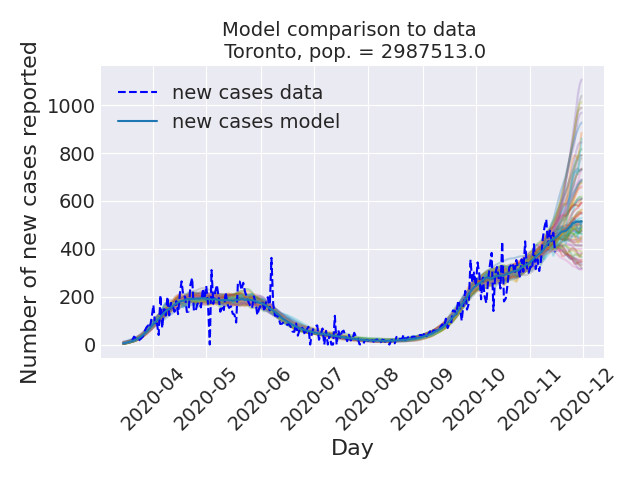 Model comparison to data
Toronto, pop. = 2987513.0
Number of new cases reported
1000
800
600
400
200
0
new cases data
new cases model
2020-04
2020-05
2020-06
2020-07
2020-08
2020-09
2020-10
2020-11
2020-12
Day